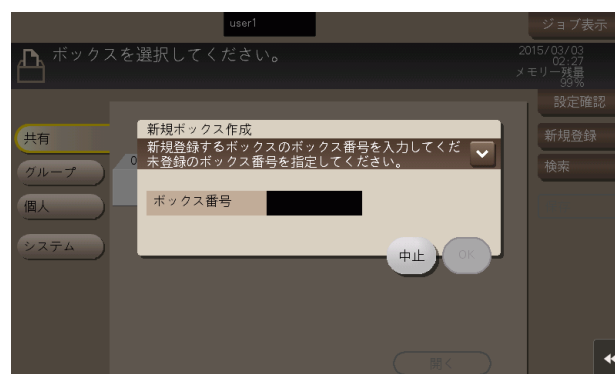 user1
ジョブ表示
ボックスを選択してください。
2015/03/03
02:27
メモリー残量
99%
設定確認
共有
新規登録
グループ
検索
個人
システム
新規ボックス作成
新規登録するボックスのボックス番号を入力してくだ
未登録のボックス番号を指定してください。
0
ボックス番号
中止
OK
開く